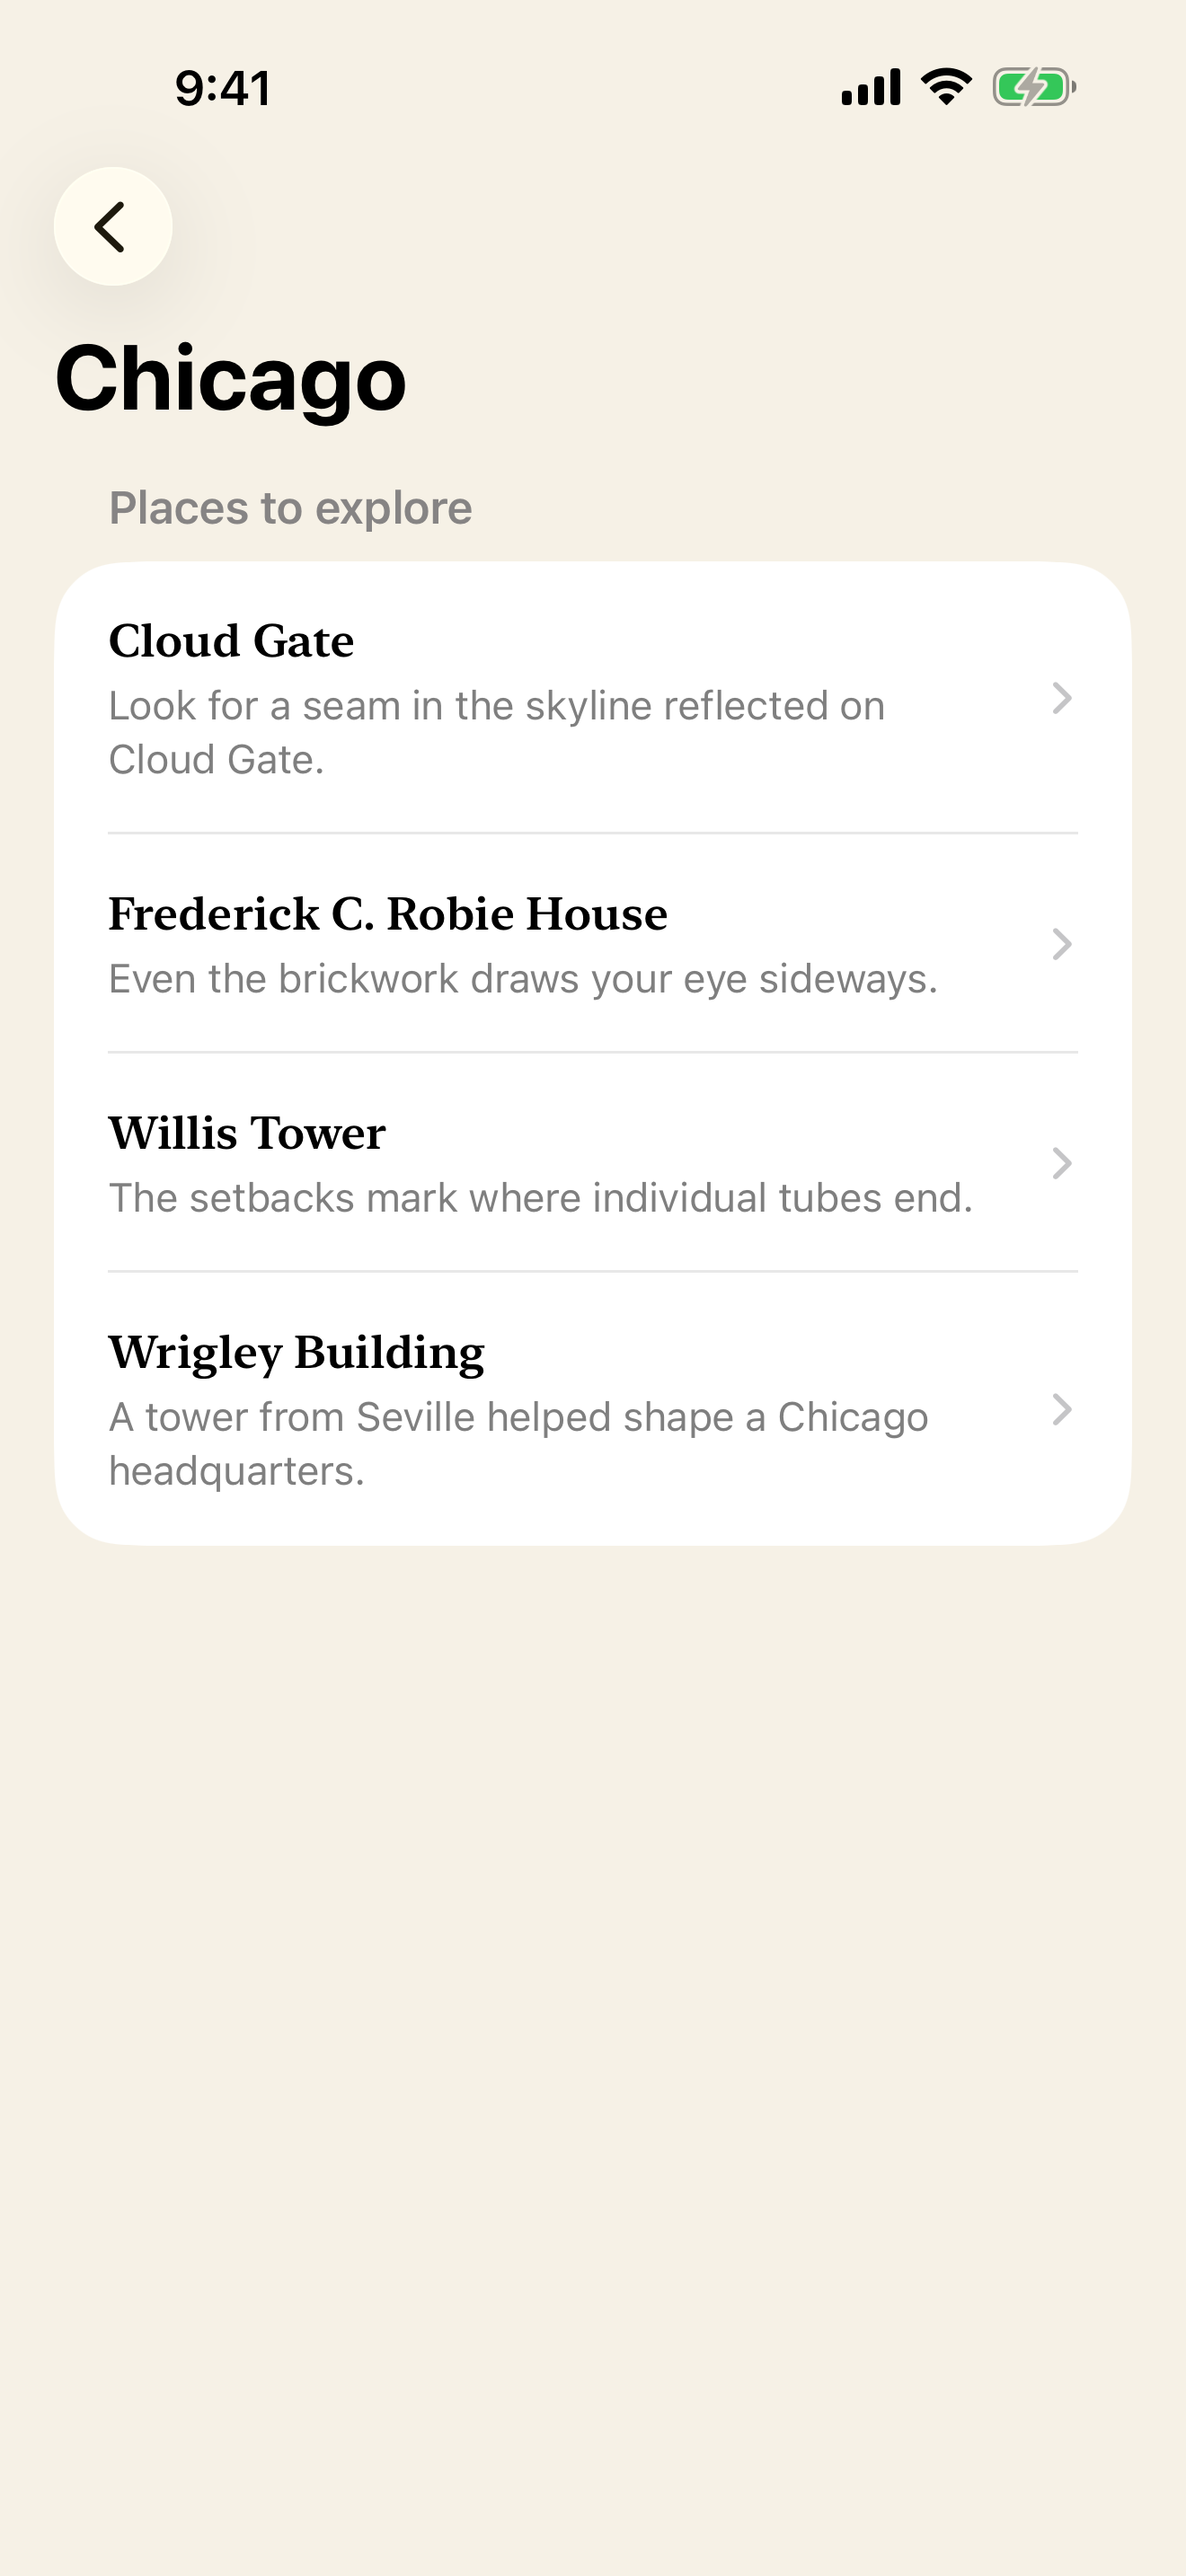 9:41
Chicago
Places to explore
Cloud Gate
Look for a seam in the skyline reflected on
Cloud Gate.
Frederick C. Robie House
Even the brickwork draws your eye sideways.
Willis Tower
The setbacks mark where individual tubes end.
Wrigley Building
A tower from Seville helped shape a Chicago
headquarters.